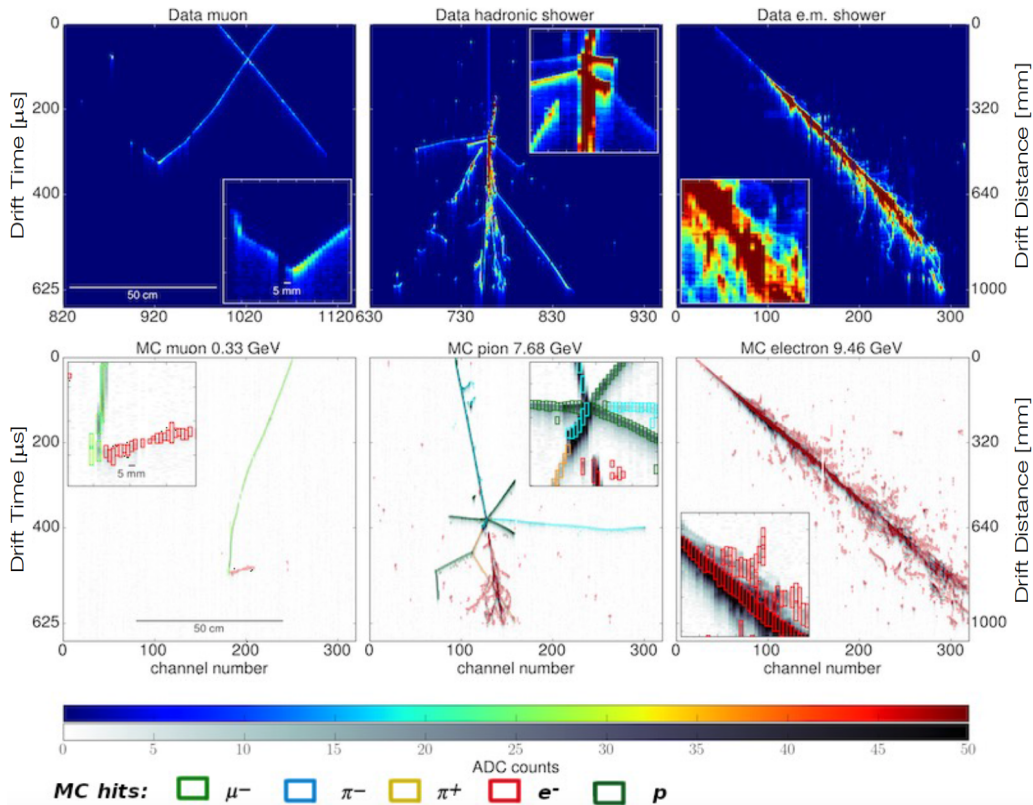 Data muon
Data hadronic shower
Data e.m. shower
0
200
400
625
Drift Time [µs]
50 cm
5 mm
820 920 1020 1120
630 730 830 930
0 100 200 300
0
320
640
1000
Drift Distance [mm]
MC muon 0.33 GeV
MC pion 7.68 GeV
MC electron 9.46 GeV
0
200
400
625
Drift Time [µs]
5 mm
50 cm
0
320
640
1000
Drift Distance [mm]
0 100 200 300
0 100 200 300
0 100 200 300
channel number
channel number
channel number
0 5 10 15 20 25 30 35 40 45 50
ADC counts
MC hits: µ− π− π+ e- p